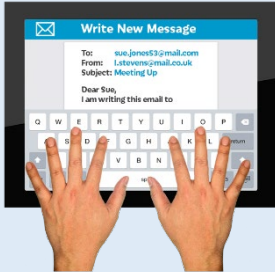 Write New Message
To: sue.jones53@mail.com
From: l.stevens@mail.co.uk
Subject: Meeting Up
Dear Sue,
I am writing this email to
Q W E R T Y U I O P
S D F G H J K L return
V B N